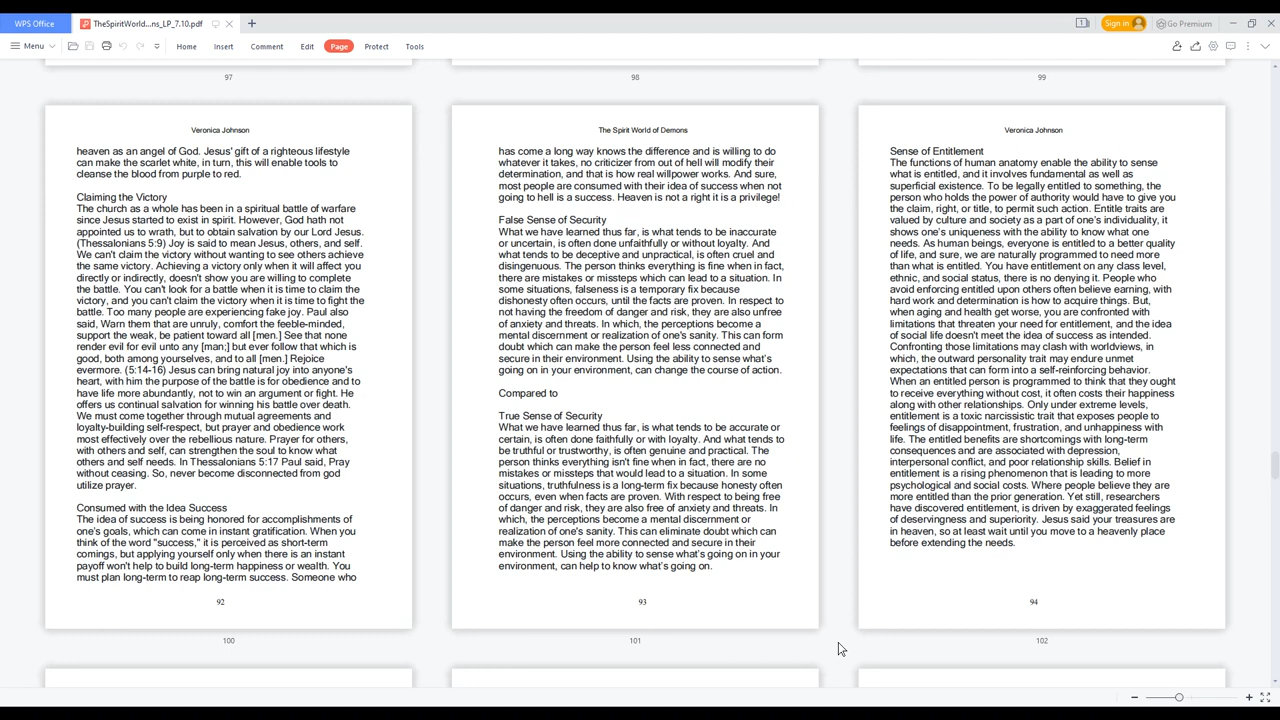 WPS Office
TheSpiritWorld...ns_LP_7.10.pdf
1
Sign in
Go Premium
Menu
Home
Insert
Comment
Edit
Page
Protect
Tools
97
98
99
Veronica Johnson
heaven as an angel of God. Jesus' gift of a righteous lifestyle
can make the scarlet white, in turn, this will enable tools to
cleanse the blood from purple to red.
Claiming the Victory
The church as a whole has been in a spiritual battle of warfare
since Jesus started to exist in spirit. However, God hath not
appointed us to wrath, but to obtain salvation by our Lord Jesus.
(Thessalonians 5:9) Joy is said to mean Jesus, others, and self.
We can't claim the victory without wanting to see others achieve
the same victory. Achieving a victory only when it will affect you
directly or indirectly, doesn't show you are willing to complete
the battle. You can't look for a battle when it is time to claim the
victory, and you can't claim the victory when it is time to fight the
battle. Too many people are experiencing fake joy. Paul also
said, Warn them that are unruly, comfort the feeble-minded,
support the weak, be patient toward all [men.] See that none
render evil for evil unto any [man;] but ever follow that which is
good, both among yourselves, and to all [men.] Rejoice
evermore. (5:14-16) Jesus can bring natural joy into anyone's
heart, with him the purpose of the battle is for obedience and to
have life more abundantly, not to win an argument or fight. He
offers us continual salvation for winning his battle over death.
We must come together through mutual agreements and
loyalty-building self-respect, but prayer and obedience work
most effectively over the rebellious nature. Prayer for others,
with others and self, can strengthen the soul to know what
others and self needs. In Thessalonians 5:17 Paul said, Pray
without ceasing. So, never become disconnected from god
utilize prayer.
Consumed with the Idea Success
The idea of success is being honored for accomplishments of
one's goals, which can come in instant gratification. When you
think of the word "success," it is perceived as short-term
comings, but applying yourself only when there is an instant
payoff won't help to build long-term happiness or wealth. You
must plan long-term to reap long-term success. Someone who
92
100
The Spirit World of Demons
has come a long way knows the difference and is willing to do
whatever it takes, no criticizer from out of hell will modify their
determination, and that is how real willpower works. And sure,
most people are consumed with their idea of success when not
going to hell is a success. Heaven is not a right it is a privilege!
False Sense of Security
What we have learned thus far, is what tends to be inaccurate
or uncertain, is often done unfaithfully or without loyalty. And
what tends to be deceptive and unpractical, is often cruel and
disingenuous. The person thinks everything is fine when in fact,
there are mistakes or missteps which can lead to a situation. In
some situations, falseness is a temporary fix because
dishonesty often occurs, until the facts are proven. In respect to
not having the freedom of danger and risk, they are also unfree
of anxiety and threats. In which, the perceptions become a
mental discernment or realization of one's sanity. This can form
doubt which can make the person feel less connected and
secure in their environment. Using the ability to sense what's
going on in your environment, can change the course of action.
Compared to
True Sense of Security
What we have learned thus far, is what tends to be accurate or
certain, is often done faithfully or with loyalty. And what tends to
be truthful or trustworthy, is often genuine and practical. The
person thinks everything isn't fine when in fact, there are no
mistakes or missteps that would lead to a situation. In some
situations, truthfulness is a long-term fix because honesty often
occurs, even when facts are proven. With respect to being free
of danger and risk, they are also free of anxiety and threats. In
which, the perceptions become a mental discernment or
realization of one's sanity. This can eliminate doubt which can
make the person feel more connected and secure in their
environment. Using the ability to sense what's going on in your
environment, can help to know what's going on.
93
101
Veronica Johnson
Sense of Entitlement
The functions of human anatomy enable the ability to sense
what is entitled, and it involves fundamental as well as
superficial existence. To be legally entitled to something, the
person who holds the power of authority would have to give you
the claim, right, or title, to permit such action. Entitle traits are
valued by culture and society as a part of one's individuality, it
shows one's uniqueness with the ability to know what one
needs. As human beings, everyone is entitled to a better quality
of life, and sure, we are naturally programmed to need more
than what is entitled. You have entitlement on any class level,
ethnic, and social status, there is no denying it. People who
avoid enforcing entitled upon others often believe earning, with
hard work and determination is how to acquire things. But,
when aging and health get worse, you are confronted with
limitations that threaten your need for entitlement, and the idea
of social life doesn't meet the idea of success as intended.
Confronting those limitations may clash with worldviews, in
which, the outward personality trait may endure unmet
expectations that can form into a self-reinforcing behavior.
When an entitled person is programmed to think that they ought
to receive everything without cost, it often costs their happiness
along with other relationships. Only under extreme levels,
entitlement is a toxic narcissistic trait that exposes people to
feelings of disappointment, frustration, and unhappiness with
life. The entitled benefits are shortcomings with long-term
consequences and are associated with depression,
interpersonal conflict, and poor relationship skills. Belief in
entitlement is a rising phenomenon that is leading to more
psychological and social costs. Where people believe they are
more entitled than the prior generation. Yet still, researchers
have discovered entitlement, is driven by exaggerated feelings
of deservingness and superiority. Jesus said your treasures are
in heaven, so at least wait until you move to a heavenly place
before extending the needs.
94
102